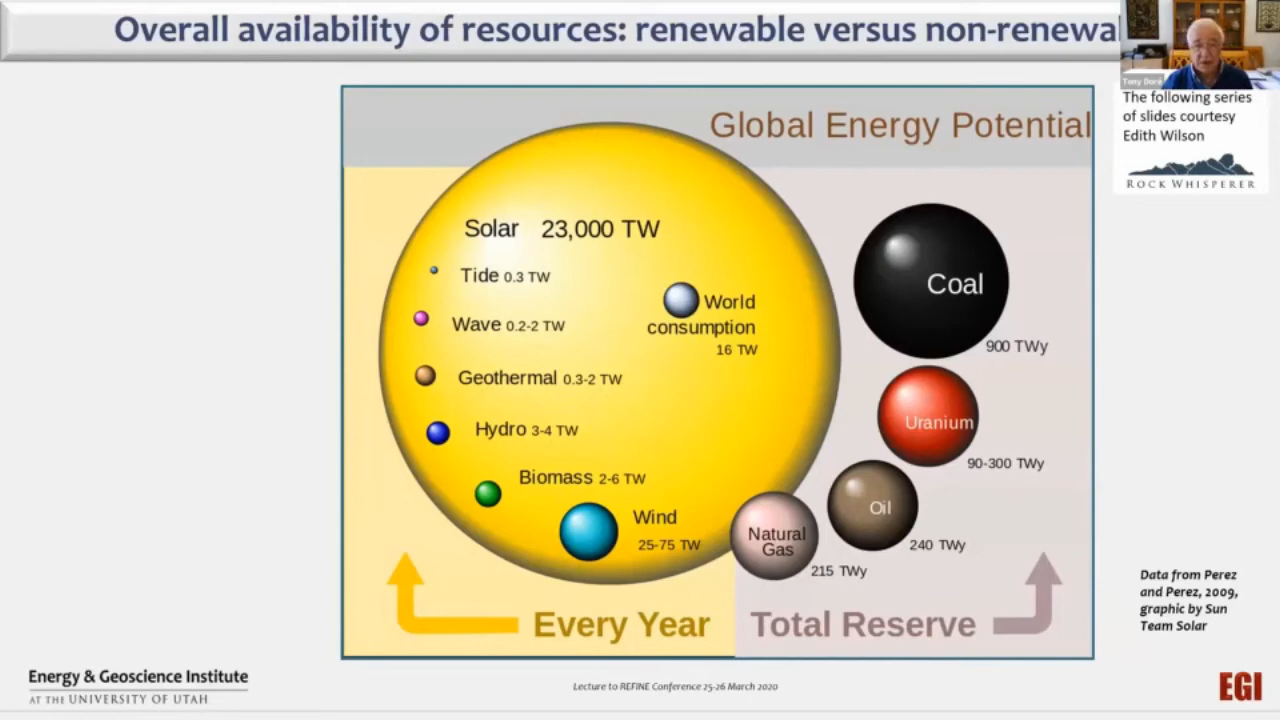 Overall availability of resources: renewable versus non-renewa
Tony Doré
The following series
of slides courtesy
Edith Wilson
ROCK WHISPERER
Global Energy Potential
Solar 23,000 TW
Tide 0.3 TW
Wave 0.2-2 TW
Geothermal 0.3-2 TW
Hydro 3-4 TW
Biomass 2-6 TW
Wind
25-75 TW
World
consumption
16 TW
Coal
900 TWy
Uranium
90-300 TWy
Oil
240 TWy
Natural
Gas
215 TWy
Every Year
Total Reserve
Data from Perez
and Perez, 2009,
graphic by Sun
Team Solar
Energy & Geoscience Institute
AT THE UNIVERSITY OF UTAH
Lecture to REFINE Conference 25-26 March 2020
EGI